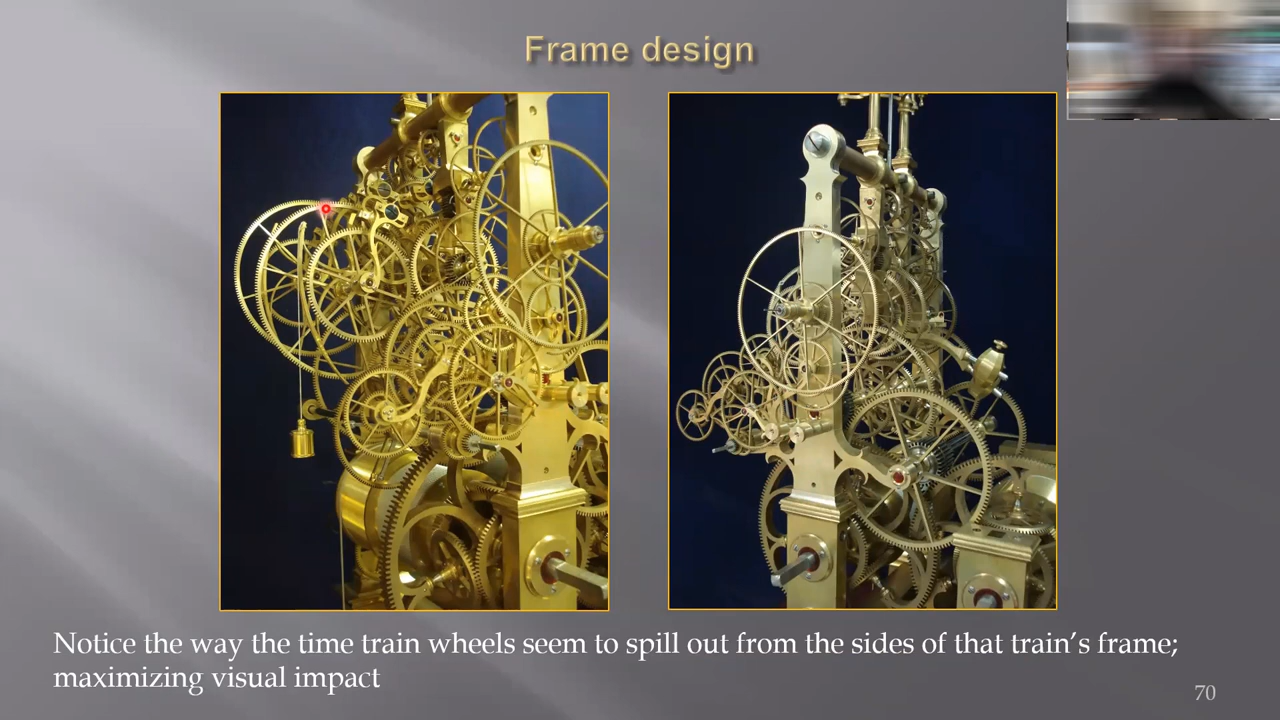 Frame design
Notice the way the time train wheels seem to spill out from the sides of that train’s frame;
maximizing visual impact
70